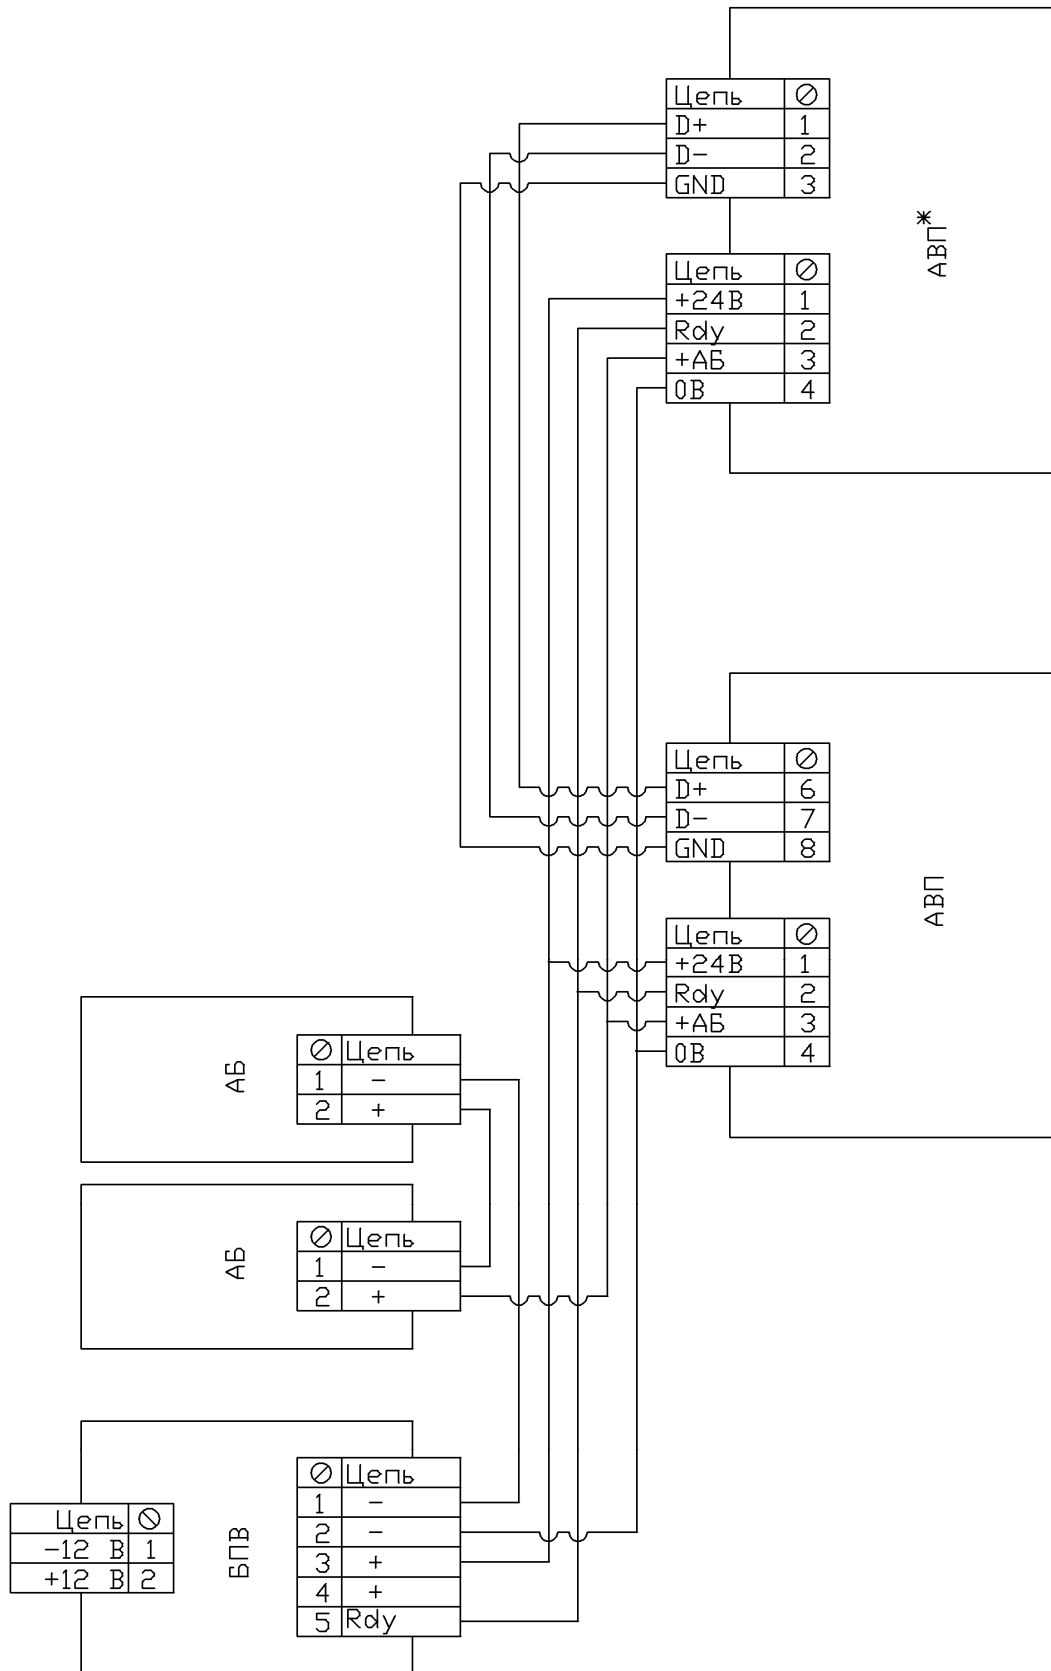 Цепь
D+ 1
D- 2
GND 3
АВП*
Цепь
+24В 1
Rdy 2
+АБ 3
0В 4
Цепь
D+ 6
D- 7
GND 8
АВП
Цепь
+24В 1
Rdy 2
+АБ 3
0В 4
АБ
Цепь
1 -
2 +
АБ
Цепь
1 -
2 +
Цепь
-12 В 1
+12 В 2
БПВ
Цепь
1 -
2 -
3 +
4 +
5 Rdy